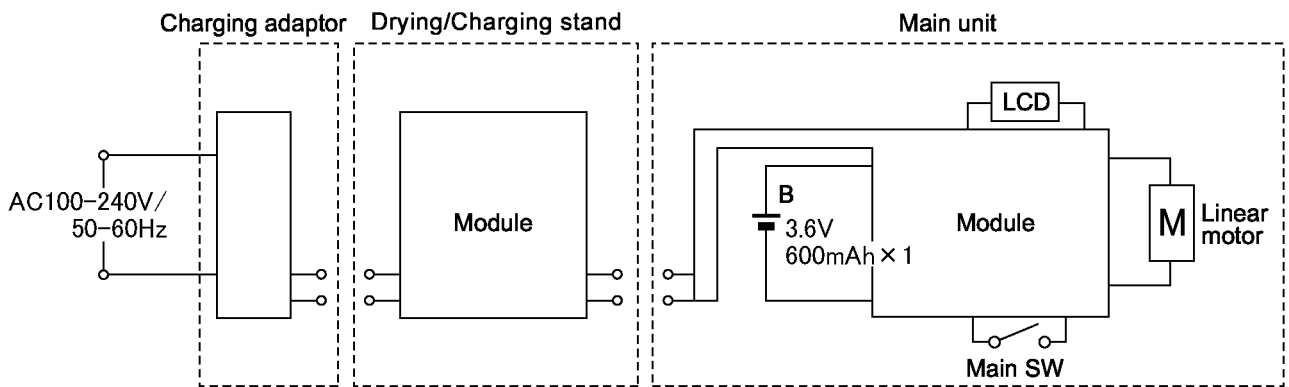 Charging adaptor
Drying/Charging stand
Main unit
LCD
AC100-240V/
50-60Hz
Module
B
3.6V
600mAh×1
Module
M
Linear
motor
Main SW